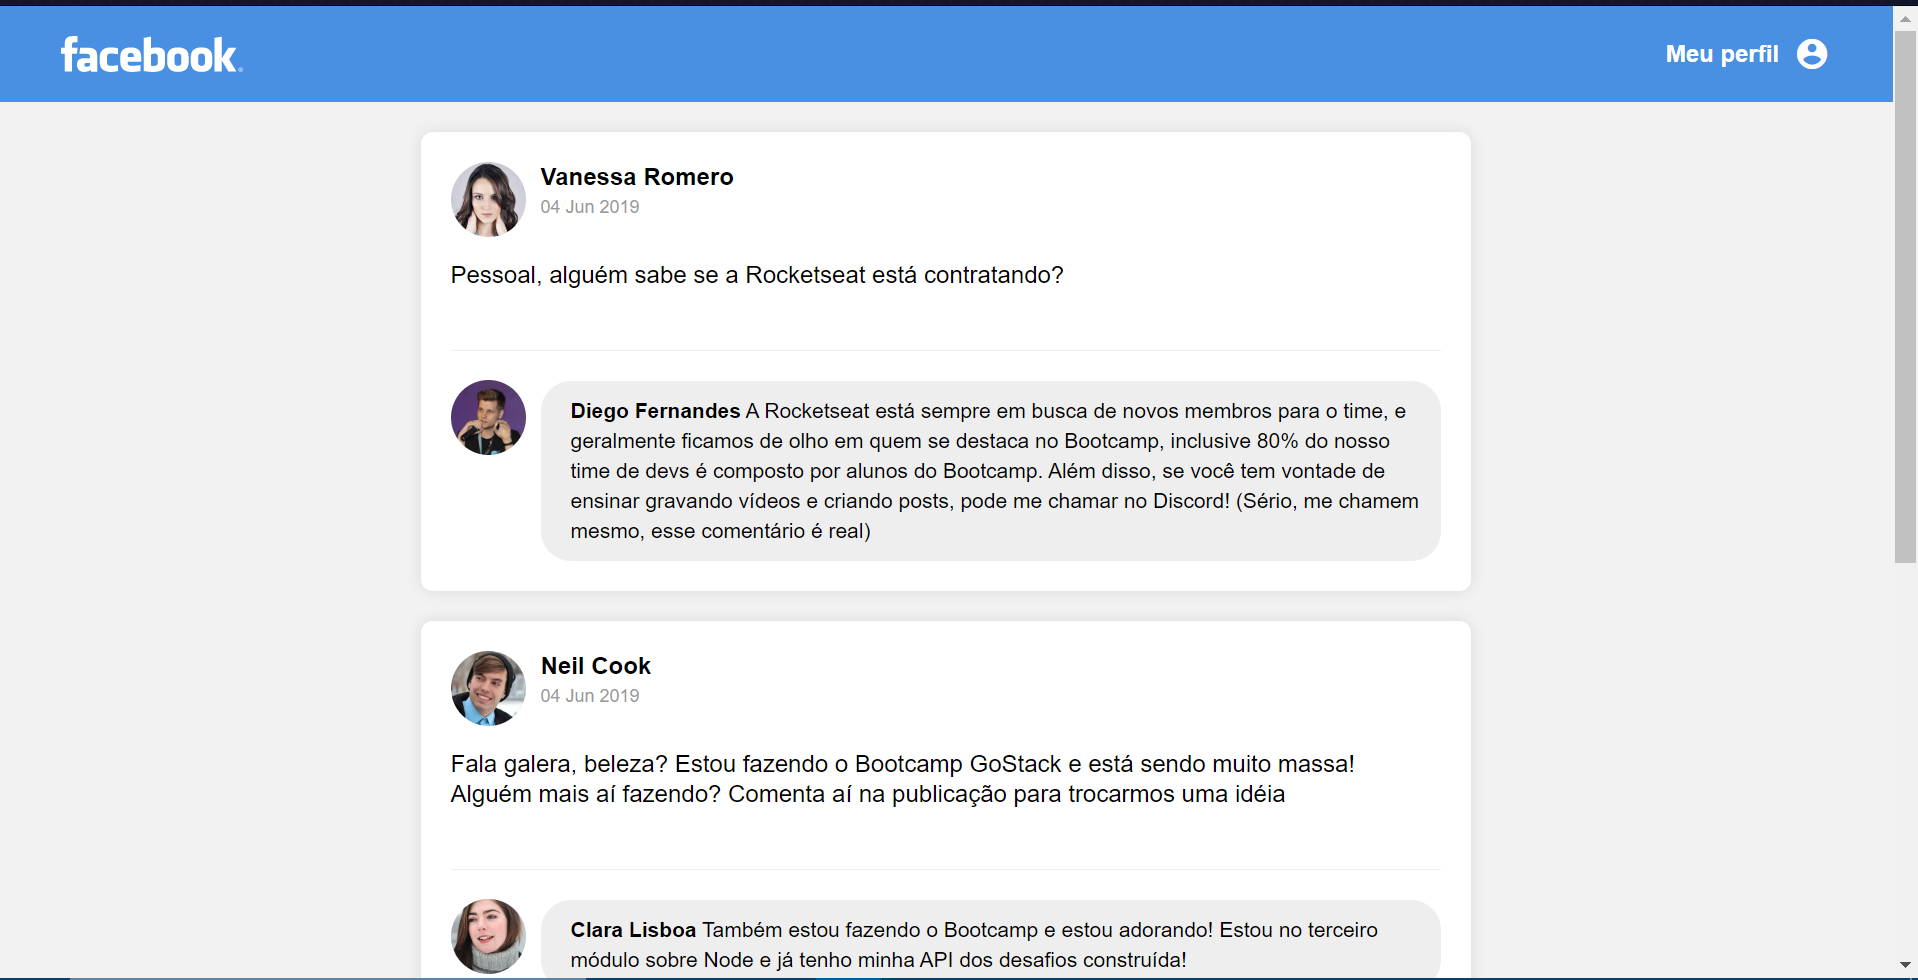 facebook.
Meu perfil
Vanessa Romero
04 Jun 2019
Pessoal, alguém sabe se a Rocketseat está contratando?
Diego Fernandes A Rocketseat está sempre em busca de novos membros para o time, e
geralmente ficamos de olho em quem se destaca no Bootcamp, inclusive 80% do nosso
time de devs é composto por alunos do Bootcamp. Além disso, se você tem vontade de
ensinar gravando vídeos e criando posts, pode me chamar no Discord! (Sério, me chamem
mesmo, esse comentário é real)
Neil Cook
04 Jun 2019
Fala galera, beleza? Estou fazendo o Bootcamp GoStack e está sendo muito massa!
Alguém mais aí fazendo? Comenta aí na publicação para trocarmos uma idéia
Clara Lisboa Também estou fazendo o Bootcamp e estou adorando! Estou no terceiro
módulo sobre Node e já tenho minha API dos desafios construída!